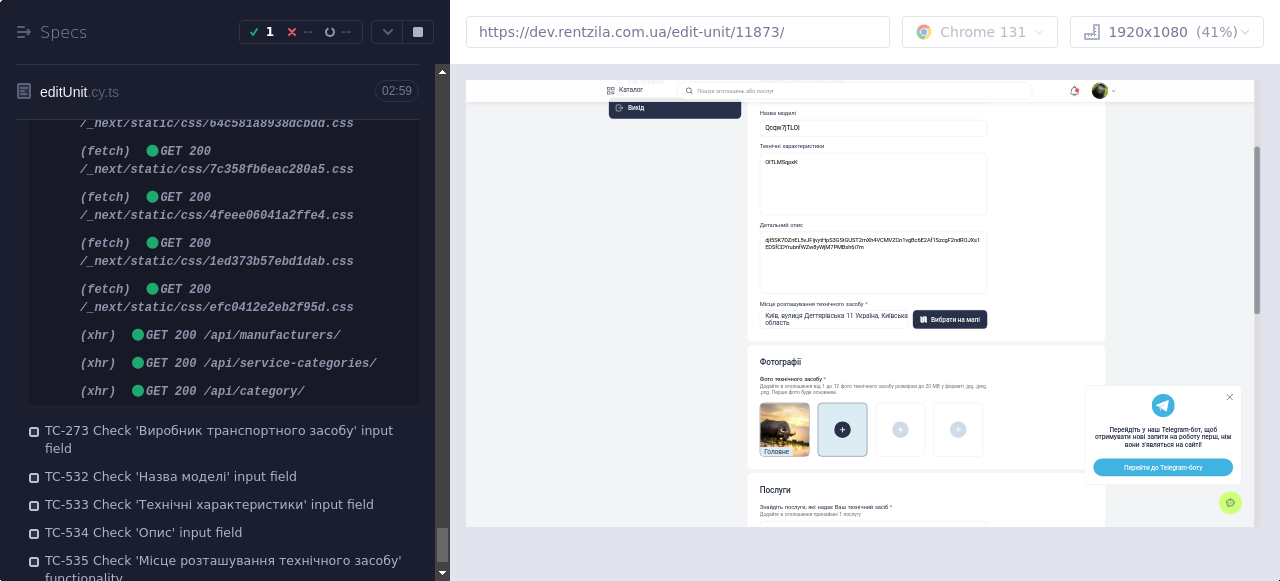 Specs
1
--
--
https://dev.rentzila.com.ua/edit-unit/11873/
Chrome 131
1920x1080 (41%)
editUnit.cy.ts
02:59
/_next/static/css/64c581a8938dcbdd.css
(fetch) GET 200
/_next/static/css/7c358fb6eac280a5.css
(fetch) GET 200
/_next/static/css/4feee06041a2ffe4.css
(fetch) GET 200
/_next/static/css/1ed373b57ebd1dab.css
(fetch) GET 200
/_next/static/css/efc0412e2eb2f95d.css
(xhr) GET 200 /api/manufacturers/
(xhr) GET 200 /api/service-categories/
(xhr) GET 200 /api/category/
TC-273 Check 'Виробник транспортного засобу' input
field
TC-532 Check 'Назва моделі' input field
TC-533 Check 'Технічні характеристики' input field
TC-534 Check 'Опис' input field
TC-535 Check 'Місце розташування технічного засобу'
functionality
Каталог
Пошук оголошень або послуг
Вихід
Назва моделі
Qcqw7jTLOI
Технічні характеристики
0ITLMSqpxK
Детальний опис
Місце розташування технічного засобу *
Київ, вулиця Дегтярівська 11 Україна, Київська
область
Вибрати на мапі
Фотографії
Фото технічного засобу *
Додайте в оголошення від 1 до 12 фото технічного засобу розміром до 20 МВ у форматі .jpg, .jpeg,
.png. Перше фото буде основним.
Головне
Послуги
Знайдіть послуги, які надає Ваш технічний засіб *
Додайте в оголошення принаймні 1 послугу
Перейдіть у наш Telegram-бот, щоб
отримувати нові запити на роботу перш, ніж
вони з'являться на сайті!
Перейти до Telegram-боту